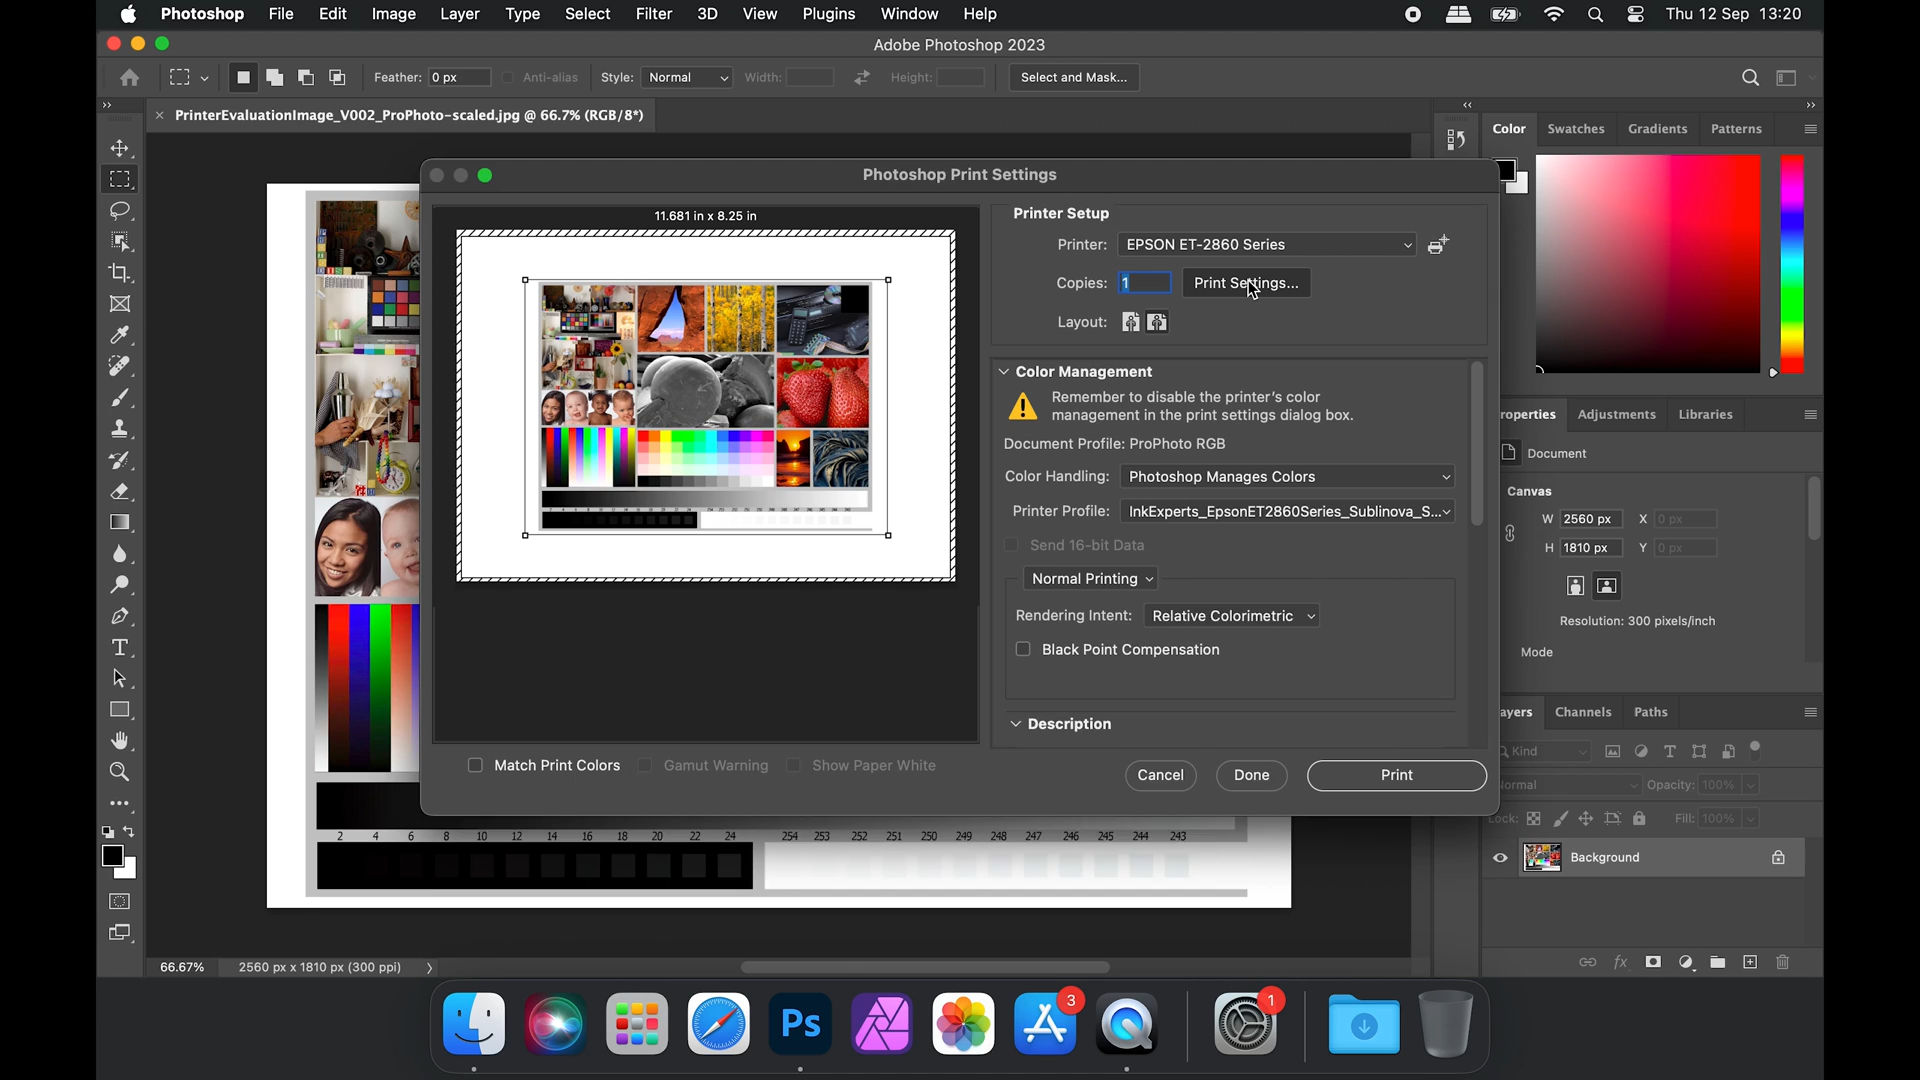 Photoshop File Edit Image Layer Type Select Filter 3D View Plugins Window Help Thu 12 Sep 13:20
Adobe Photoshop 2023
Feather: 0 px Anti-alias Style: Normal Width: Height: Select and Mask...
PrinterEvaluationImage_V002_ProPhoto-scaled.jpg @ 66.7% (RGB/8*)
Color Swatches Gradients Patterns
Photoshop Print Settings
11.681 in x 8.25 in
Printer Setup
Printer: EPSON ET-2860 Series
Copies: 1 Print Settings...
Layout:
Color Management
Remember to disable the printer's color
management in the print settings dialog box.
Document Profile: ProPhoto RGB
Color Handling: Photoshop Manages Colors
Printer Profile: InkExperts_EpsonET2860Series_Sublinova_S...
Send 16-bit Data
Normal Printing
Rendering Intent: Relative Colorimetric
Black Point Compensation
Description
Match Print Colors Gamut Warning Show Paper White
Cancel Done Print
roperties Adjustments Libraries
Document
Canvas
W 2560 px X 0 px
H 1810 px Y 0 px
Resolution: 300 pixels/inch
Mode
ayers Channels Paths
Kind
ormal Opacity: 100%
Lock: Fill: 100%
Background
2 4 6 8 10 12 14 16 18 20 22 24 254 253 252 251 250 249 248 247 246 245 244 243
66.67% 2560 px x 1810 px (300 ppi)
Ps 3 1